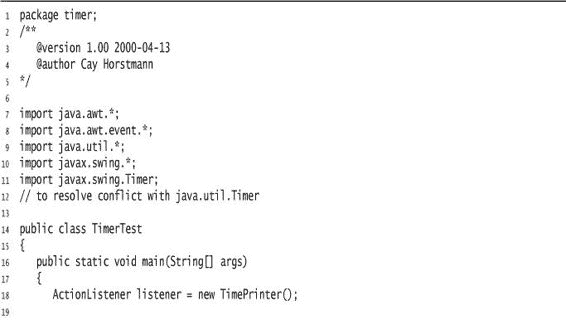 1 package timer;
2 /**
3 @version 1.00 2000-04-13
4 @author Cay Horstmann
5 */
6
7 import java.awt.*;
8 import java.awt.event.*;
9 import java.util.*;
10 import javax.swing.*;
11 import javax.swing.Timer;
12 // to resolve conflict with java.util.Timer
13
14 public class TimerTest
15 {
16 public static void main(String[] args)
17 {
18 ActionListener listener = new TimePrinter();
19